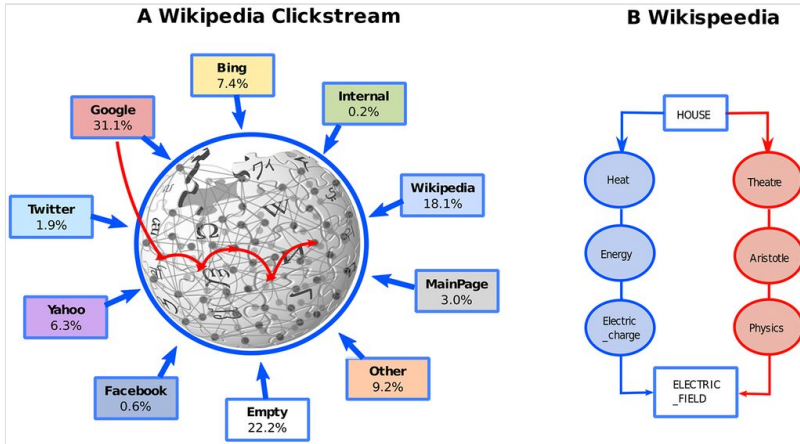 A Wikipedia Clickstream
Bing
7.4%
Google
31.1%
Internal
0.2%
Twitter
1.9%
Wikipedia
18.1%
Yahoo
6.3%
MainPage
3.0%
Facebook
0.6%
Empty
22.2%
Other
9.2%
Ω
W
B Wikispeedia
HOUSE
Heat
Theatre
Energy
Aristotle
Electric
_charge
Physics
ELECTRIC
_FIELD